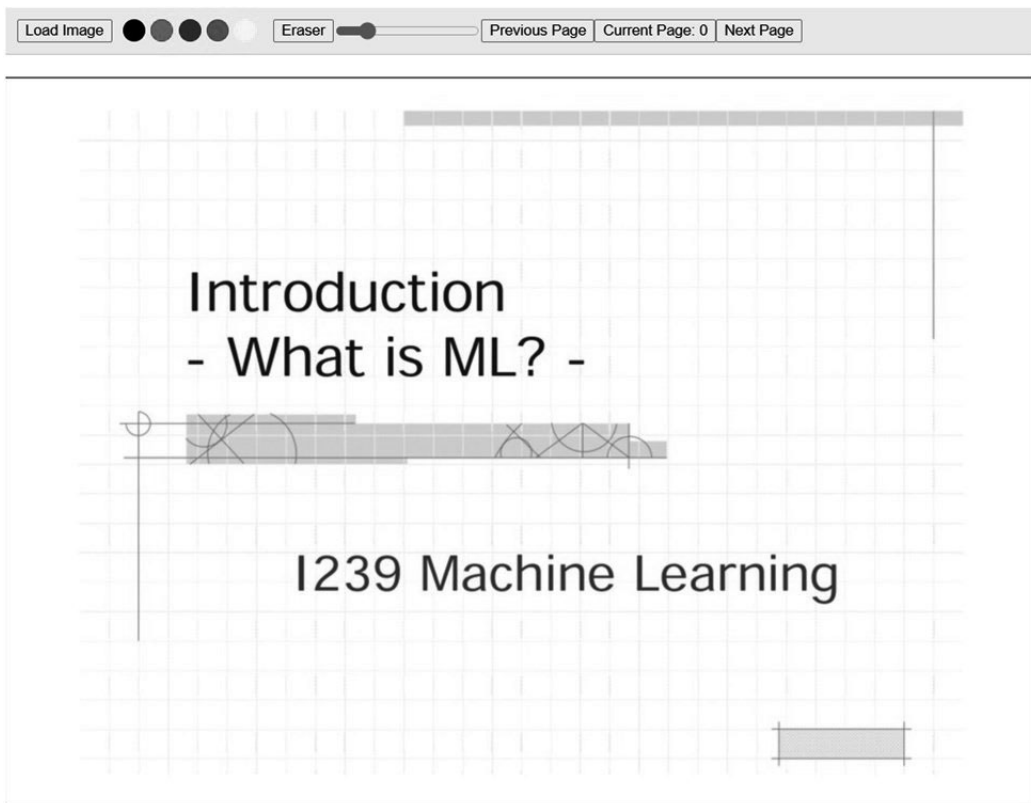 Load Image Eraser Previous Page Current Page: 0 Next Page
Introduction
- What is ML? -
I239 Machine Learning